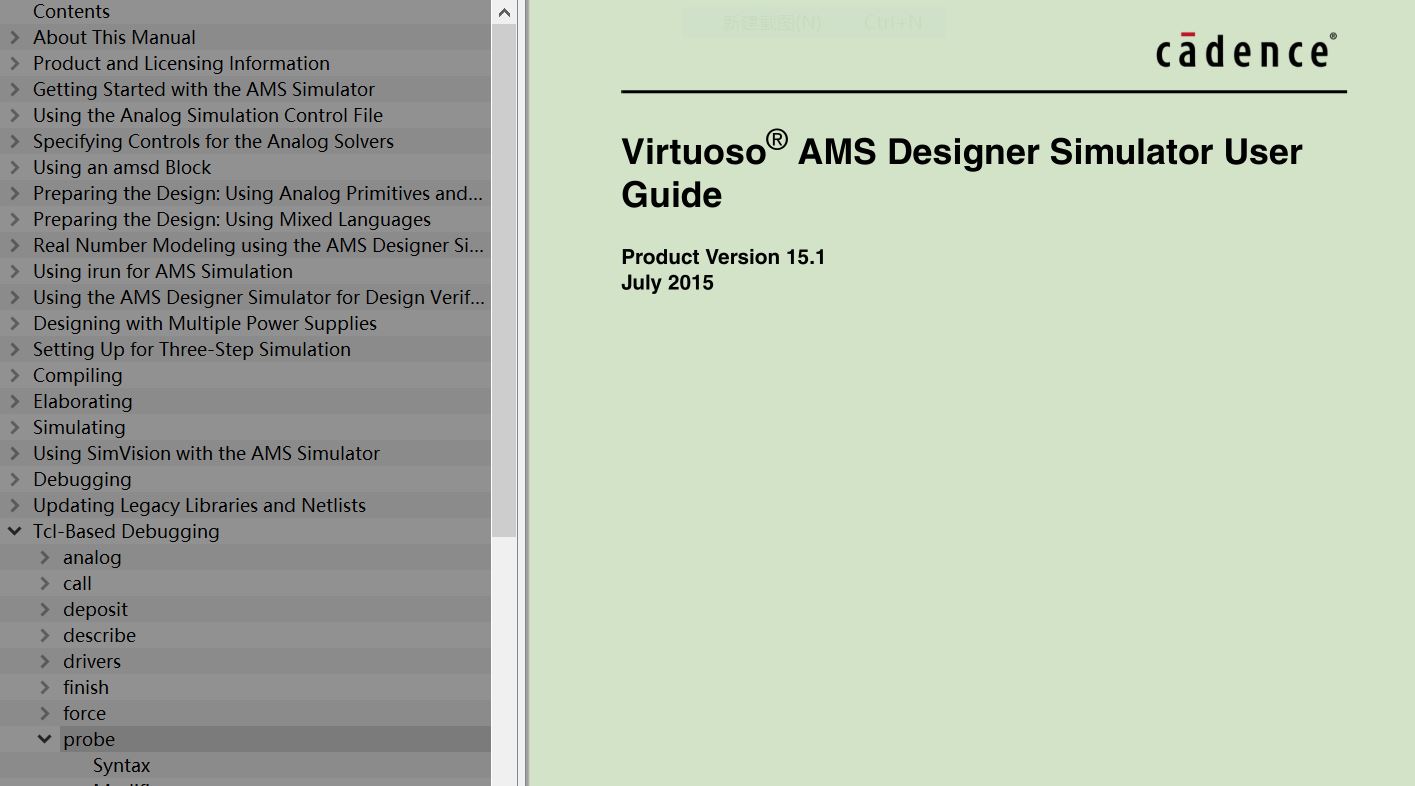 Contents
About This Manual
Product and Licensing Information
Getting Started with the AMS Simulator
Using the Analog Simulation Control File
Specifying Controls for the Analog Solvers
Using an amsd Block
Preparing the Design: Using Analog Primitives and...
Preparing the Design: Using Mixed Languages
Real Number Modeling using the AMS Designer Si...
Using irun for AMS Simulation
Using the AMS Designer Simulator for Design Verif...
Designing with Multiple Power Supplies
Setting Up for Three-Step Simulation
Compiling
Elaborating
Simulating
Using SimVision with the AMS Simulator
Debugging
Updating Legacy Libraries and Netlists
Tcl-Based Debugging
analog
call
deposit
describe
drivers
finish
force
probe
Syntax
新建截图(N) Ctrl+N
cādence®
Virtuoso® AMS Designer Simulator User
Guide
Product Version 15.1
July 2015